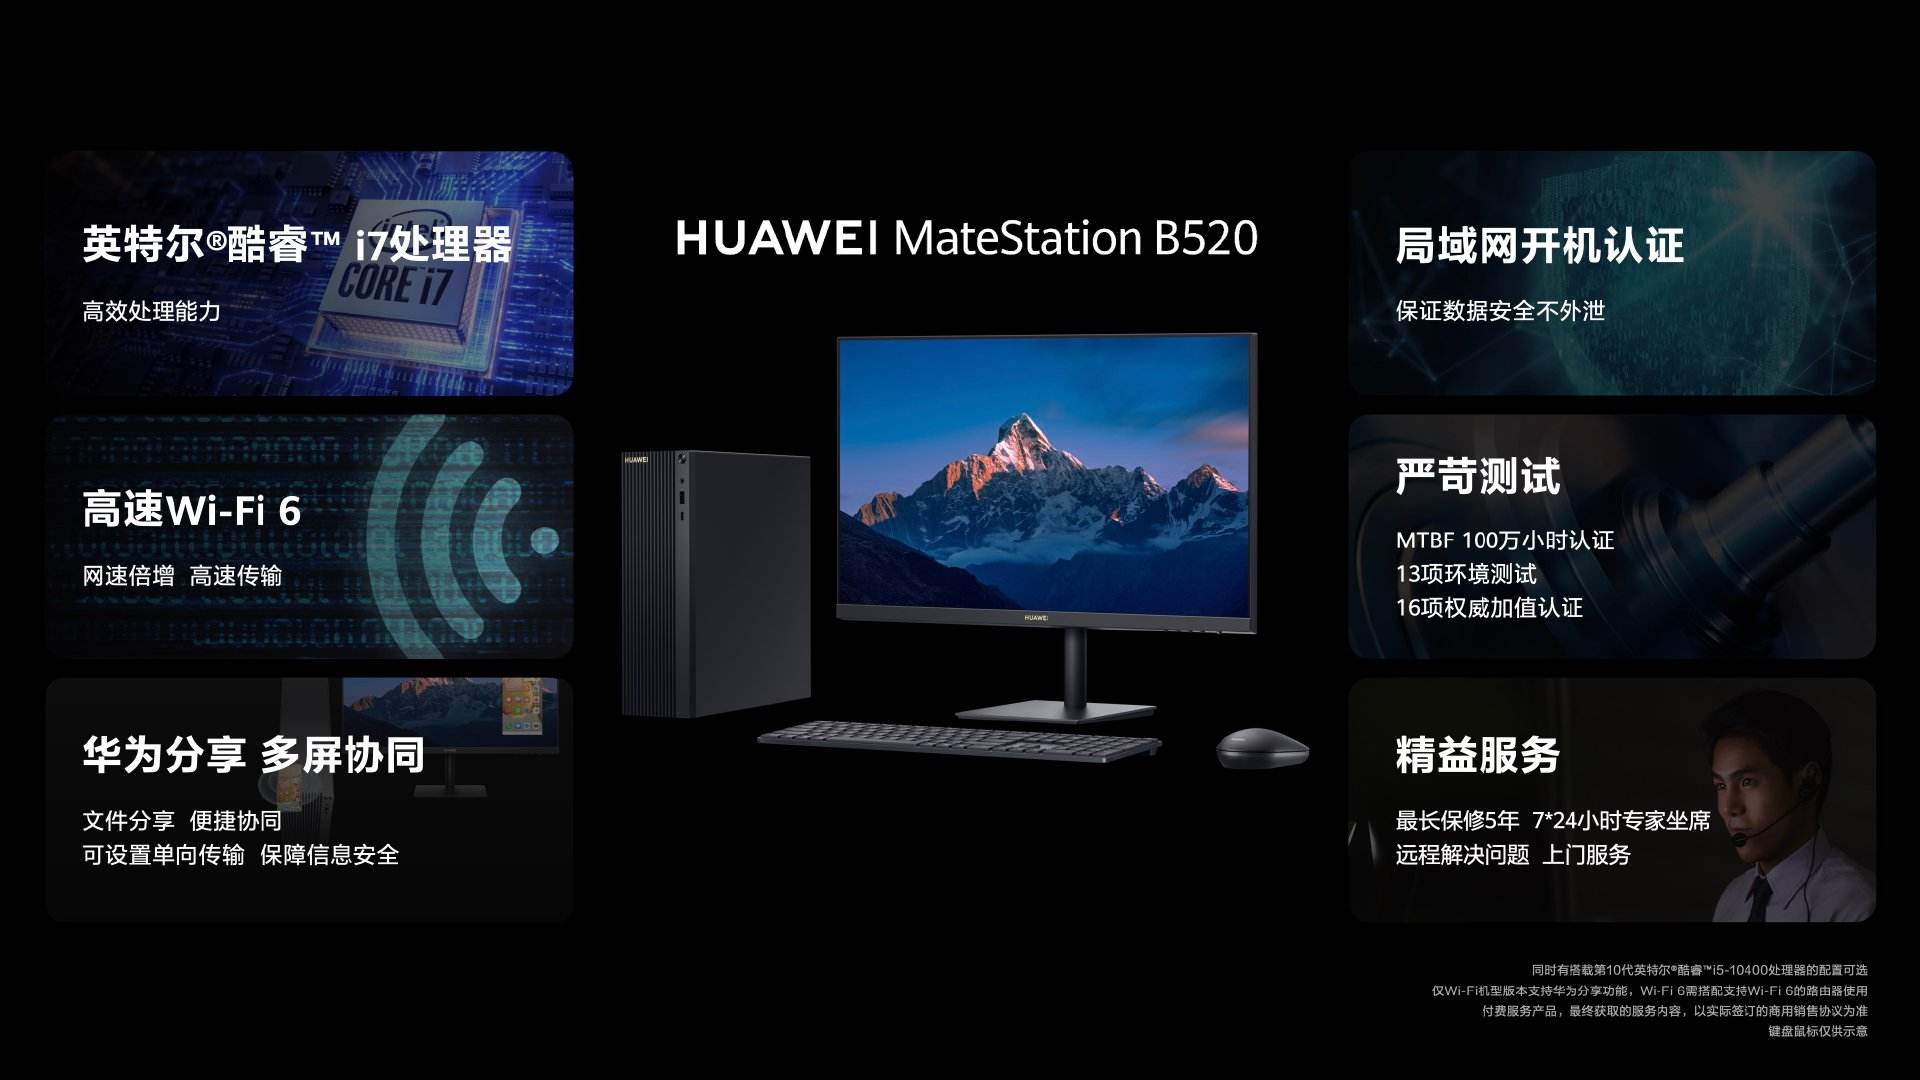 HUAWEI MateStation B520
英特尔®酷睿™ i7处理器
高效处理能力
intel
CORE i7
高速Wi-Fi 6
网速倍增 高速传输
华为分享 多屏协同
文件分享 便捷协同
可设置单向传输 保障信息安全
HUAWEI
HUAWEI
局域网开机认证
保证数据安全不外泄
严苛测试
MTBF 100万小时认证
13项环境测试
16项权威加值认证
精益服务
最长保修5年 7*24小时专家坐席
远程解决问题 上门服务
同时有搭载第10代英特尔®酷睿™i5-10400处理器的配置可选
仅Wi-Fi机型版本支持华为分享功能，Wi-Fi 6需搭配支持Wi-Fi 6的路由器使用
付费服务产品，最终获取的服务内容，以实际签订的商用销售协议为准
键盘鼠标仅供示意